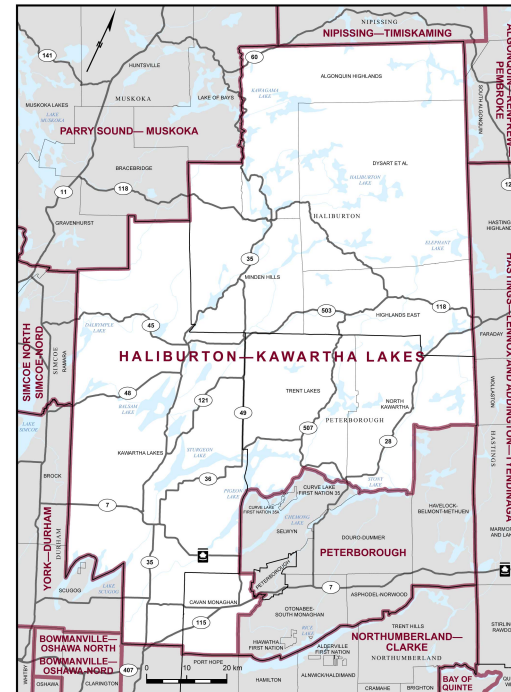 NIPISSING
NIPISSING—TIMISKAMING
ALGONQUIN—RENFREW—
PEMBROKE
141
60
HUNTSVILLE
ALGONQUIN HIGHLANDS
SOUTH ALGONQUIN
KAWAGAMA
LAKE
MUSKOKA LAKES
MUSKOKA
LAKE OF BAYS
LAKE
MUSKOKA
PARRY SOUND— MUSKOKA
DYSART ET AL
BRACEBRIDGE
HALIBURTON
LAKE
11
118
12
GRAVENHURST
HALIBURTON
HASTINGS
HIGHLANDS
ELEPHANT
LAKE
35
MINDEN HILLS
503
118
HIGHLANDS EAST
DALRYMPLE
LAKE
45
FARADAY
SIMCOE NORTH
SIMCOE-NORD
SIMCOE
RAMARA
HALIBURTON—KAWARTHA LAKES
HASTINGS—LENNOX AND ADDINGTON—TYENDINAGA
48
121
TRENT LAKES
NORTH
KAWARTHA
WOLLASTON
BALSAM
LAKE
49
PETERBOROUGH
LAKE
SIMCOE
507
28
HASTINGS
KAWARTHA LAKES
STURGEON
LAKE
BROCK
36
PIGEON
LAKE
CURVE LAKE
FIRST NATION 35
STONY
LAKE
CURVE LAKE
FIRST NATION 35A
7
CHEMONG
LAKE
SELWYN
HAVELOCK-
BELMONT-METHUEN
YORK—DURHAM
DURHAM
DOURO-DUMMER
MARMORA
AND LAKE
PETERBOROUGH
35
PETERBOROUGH
SCUGOG
LAKE
SCUGOG
7
CAVAN MONAGHAN
ASPHODEL-NORWOOD
OTONABEE-
SOUTH MONAGHAN
115
TRENT HILLS
STIRLING-
RAWDON
BOWMANVILLE—
OSHAWA NORTH
RICE
LAKE
NORTHUMBERLAND—
CLARKE
HIAWATHA
FIRST NATION
ALDERVILLE
FIRST NATION
NORTHUMBERLAND
BOWMANVILLE—
OSHAWA-NORD
407
PORT HOPE
0 10 20 km
WHITBY
OSHAWA
CLARINGTON
HAMILTON
ALNWICK/HALDIMAND
CRAMAHE
BRIGHTON
BAY OF
QUINTE